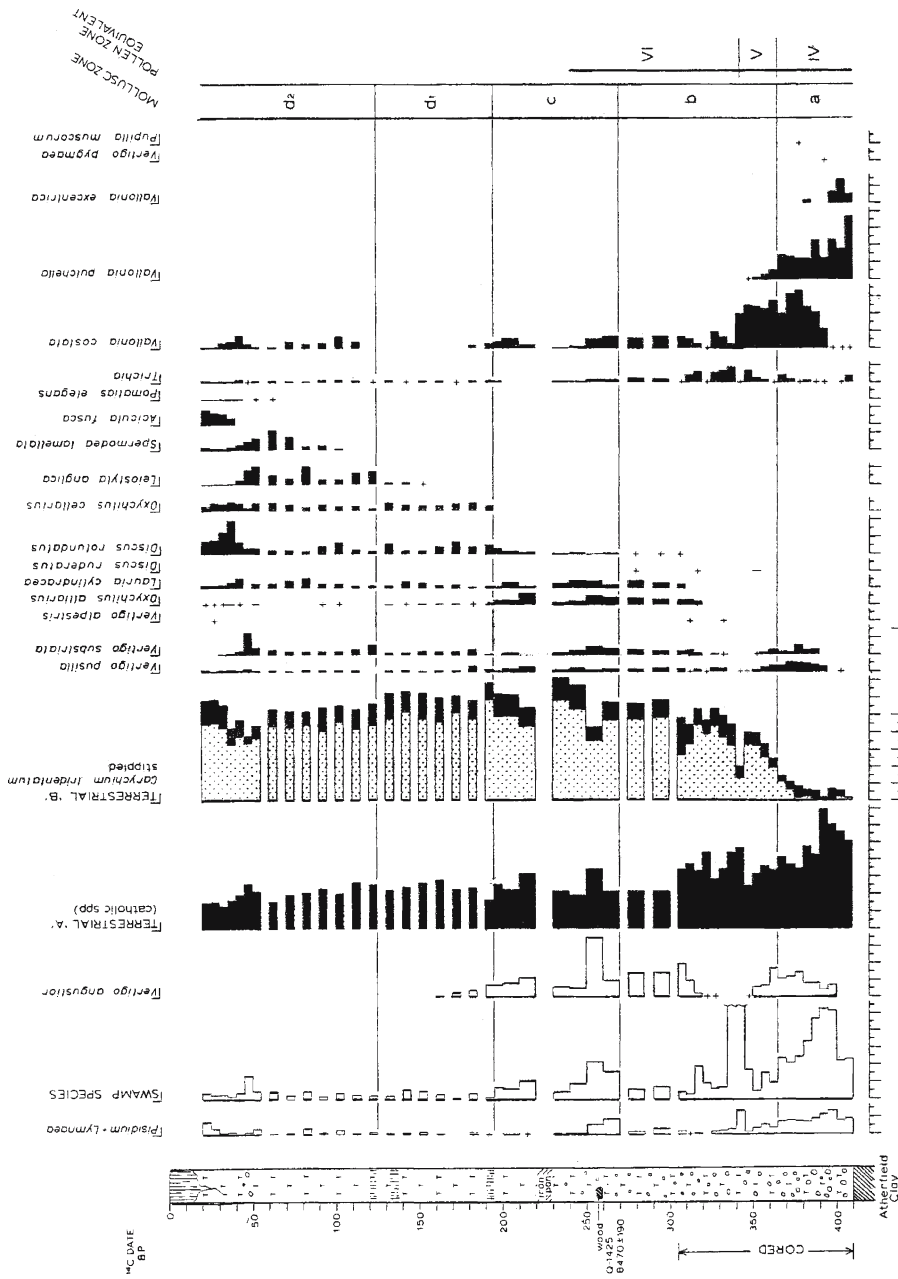 POLLEN ZONE
EQUIVALENT
MOLLUSC ZONE
IV
V
VI
a
b
c
d1
d2
Pupilla muscorum
Vertigo pygmaea
Vallonia excentrica
Vallonia pulchella
Vallonia costata
Trichia
Pomatias elegans
Acicula fusca
Spermodea lamellata
Leiostyla anglica
Oxychilus cellarius
Discus rotundatus
Discus ruderatus
Lauria cylindracea
Oxychilus alliarius
Vertigo alpestris
Vertigo substriata
Vertigo pusilla
TERRESTRIAL 'B'
Carychium tridentatum
stippled
TERRESTRIAL 'A'
(catholic spp)
Vertigo angustior
SWAMP SPECIES
Pisidium + Lymnaea
14C DATE
BP
0
50
100
150
200
250
300
350
400
iron
pans
wood
Q-1425
8470±190
CORED
Atherfield
Clay